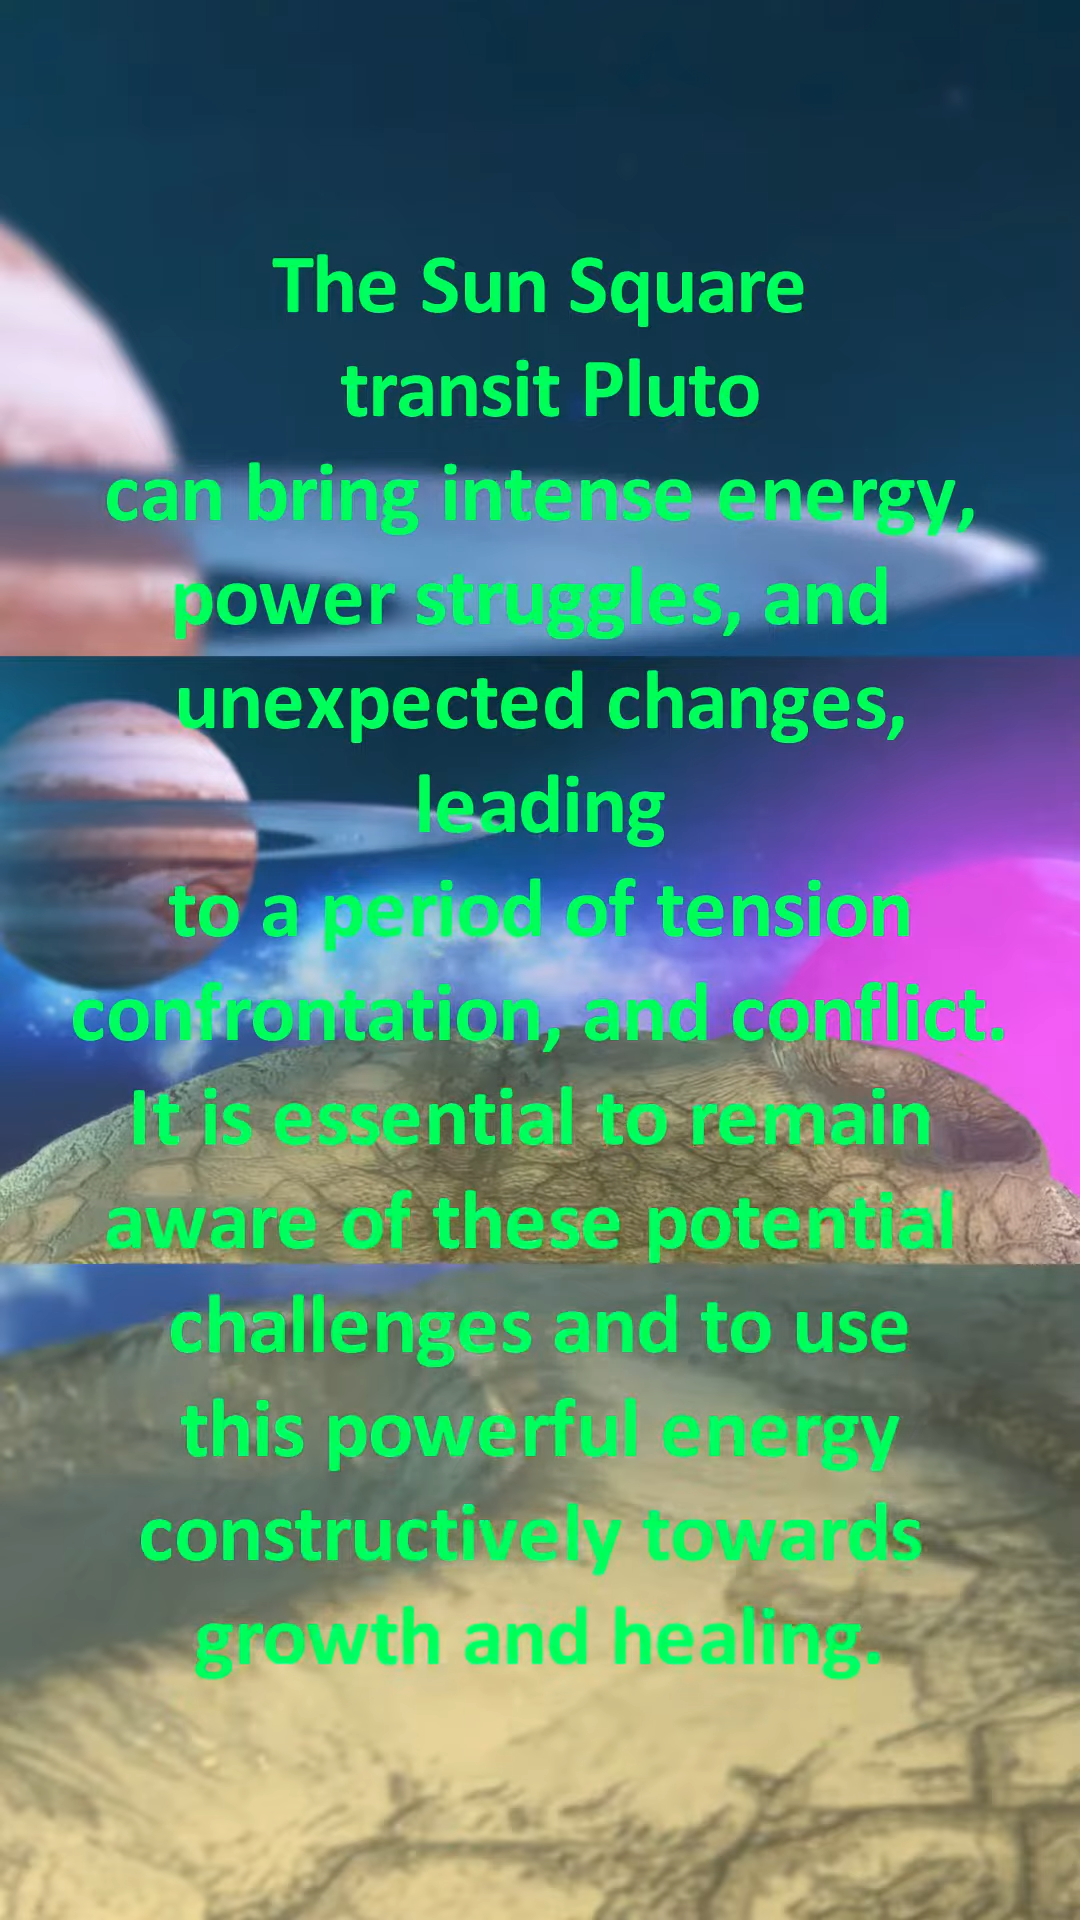 The Sun Square
transit Pluto
can bring intense energy,
power struggles, and
unexpected changes,
leading
to a period of tension
confrontation, and conflict.
It is essential to remain
aware of these potential
challenges and to use
this powerful energy
constructively towards
growth and healing.